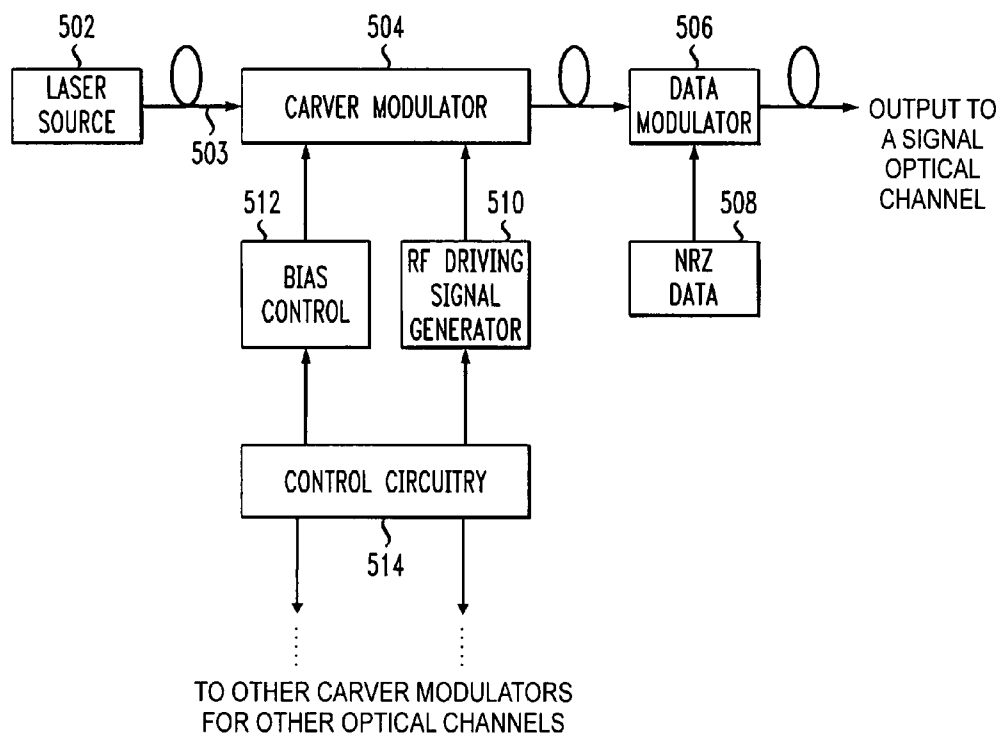 502
504
506
LASER
SOURCE
503
CARVER MODULATOR
DATA
MODULATOR
OUTPUT TO
A SIGNAL
OPTICAL
CHANNEL
512
510
508
BIAS
CONTROL
RF DRIVING
SIGNAL
GENERATOR
NRZ
DATA
CONTROL CIRCUITRY
514
TO OTHER CARVER MODULATORS
FOR OTHER OPTICAL CHANNELS